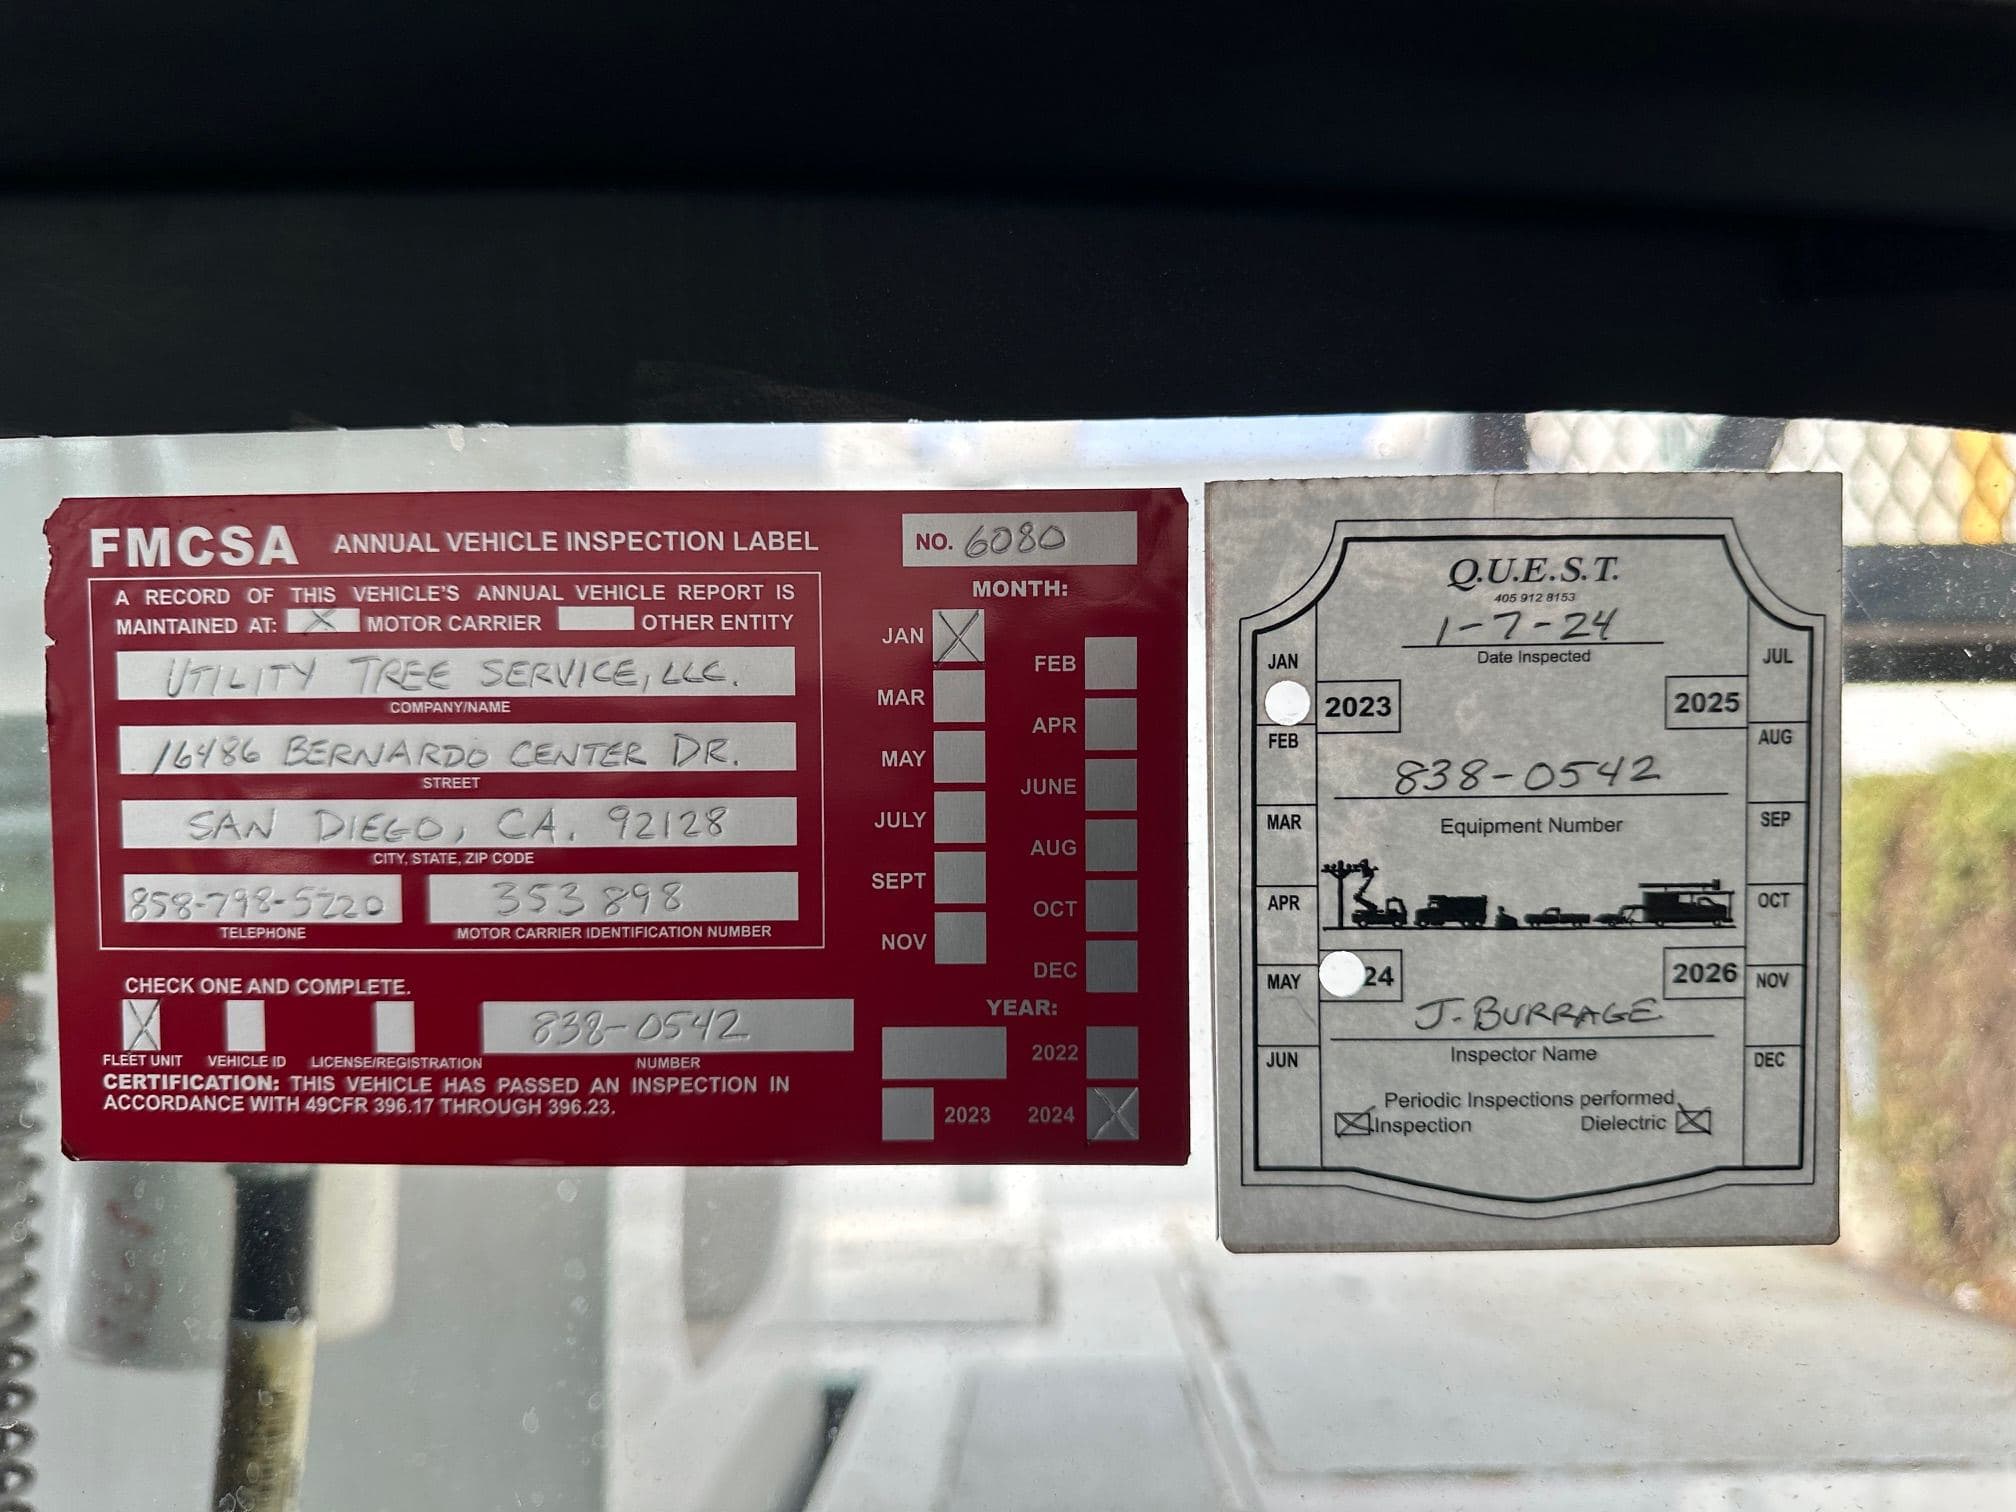 FMCSA ANNUAL VEHICLE INSPECTION LABEL
NO. 6080
A RECORD OF THIS VEHICLE'S ANNUAL VEHICLE REPORT IS
MAINTAINED AT: X MOTOR CARRIER OTHER ENTITY
UTILITY TREE SERVICE, LLC.
COMPANY/NAME
16486 BERNARDO CENTER DR.
STREET
SAN DIEGO, CA. 92128
CITY, STATE, ZIP CODE
858-798-5220 353898
TELEPHONE MOTOR CARRIER IDENTIFICATION NUMBER
CHECK ONE AND COMPLETE.
X 838-0542
FLEET UNIT VEHICLE ID LICENSE/REGISTRATION NUMBER
CERTIFICATION: THIS VEHICLE HAS PASSED AN INSPECTION IN
ACCORDANCE WITH 49CFR 396.17 THROUGH 396.23.
MONTH:
JAN X
FEB
MAR
APR
MAY
JUNE
JULY
AUG
SEPT
OCT
NOV
DEC
YEAR:
2022
2023 2024 X
Q.U.E.S.T.
405 912 8153
1-7-24
Date Inspected
JAN
FEB
MAR
APR
MAY
JUN
2023 2025
838-0542
Equipment Number
24 2026
J. BURRAGE
Inspector Name
Periodic Inspections performed
X Inspection Dielectric X
JUL
AUG
SEP
OCT
NOV
DEC